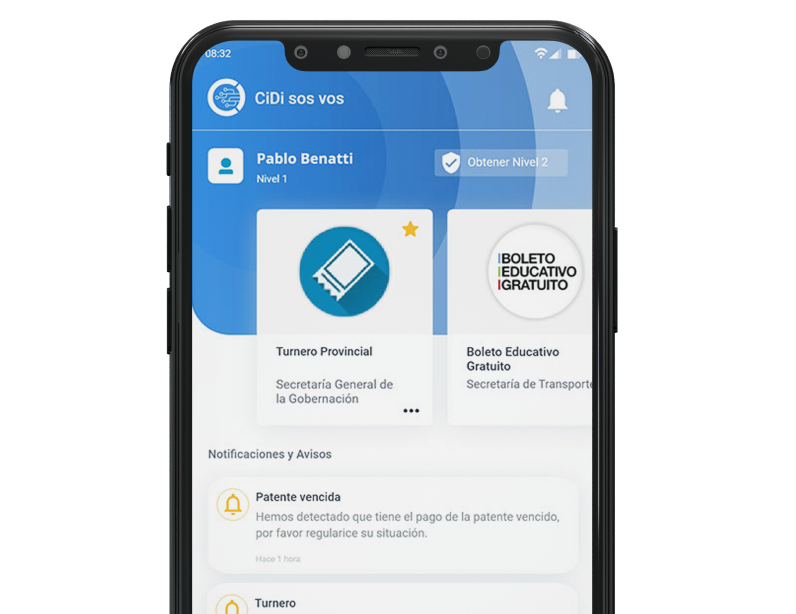 08:32
CiDi sos vos
Pablo Benatti
Nivel 1
Obtener Nivel 2
BOLETO
EDUCATIVO
GRATUITO
Turnero Provincial
Secretaría General de
la Gobernación
Boleto Educativo
Gratuito
Secretaría de Transporte
Notificaciones y Avisos
Patente vencida
Hemos detectado que tiene el pago de la patente vencido,
por favor regularice su situación.
Hace 1 hora
Turnero